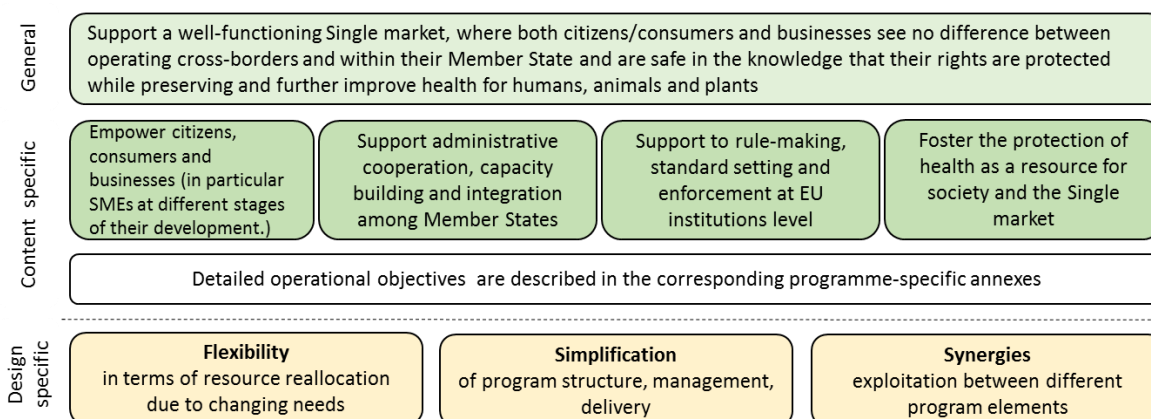 General
Support a well-functioning Single market, where both citizens/consumers and businesses see no difference between
operating cross-borders and within their Member State and are safe in the knowledge that their rights are protected
while preserving and further improve health for humans, animals and plants
Content specific
Empower citizens,
consumers and
businesses (in particular
SMEs at different stages
of their development.)
Support administrative
cooperation, capacity
building and integration
among Member States
Support to rule-making,
standard setting and
enforcement at EU
institutions level
Foster the protection of
health as a resource for
society and the Single
market
Detailed operational objectives are described in the corresponding programme-specific annexes
Design
specific
Flexibility
in terms of resource reallocation
due to changing needs
Simplification
of program structure, management,
delivery
Synergies
exploitation between different
program elements